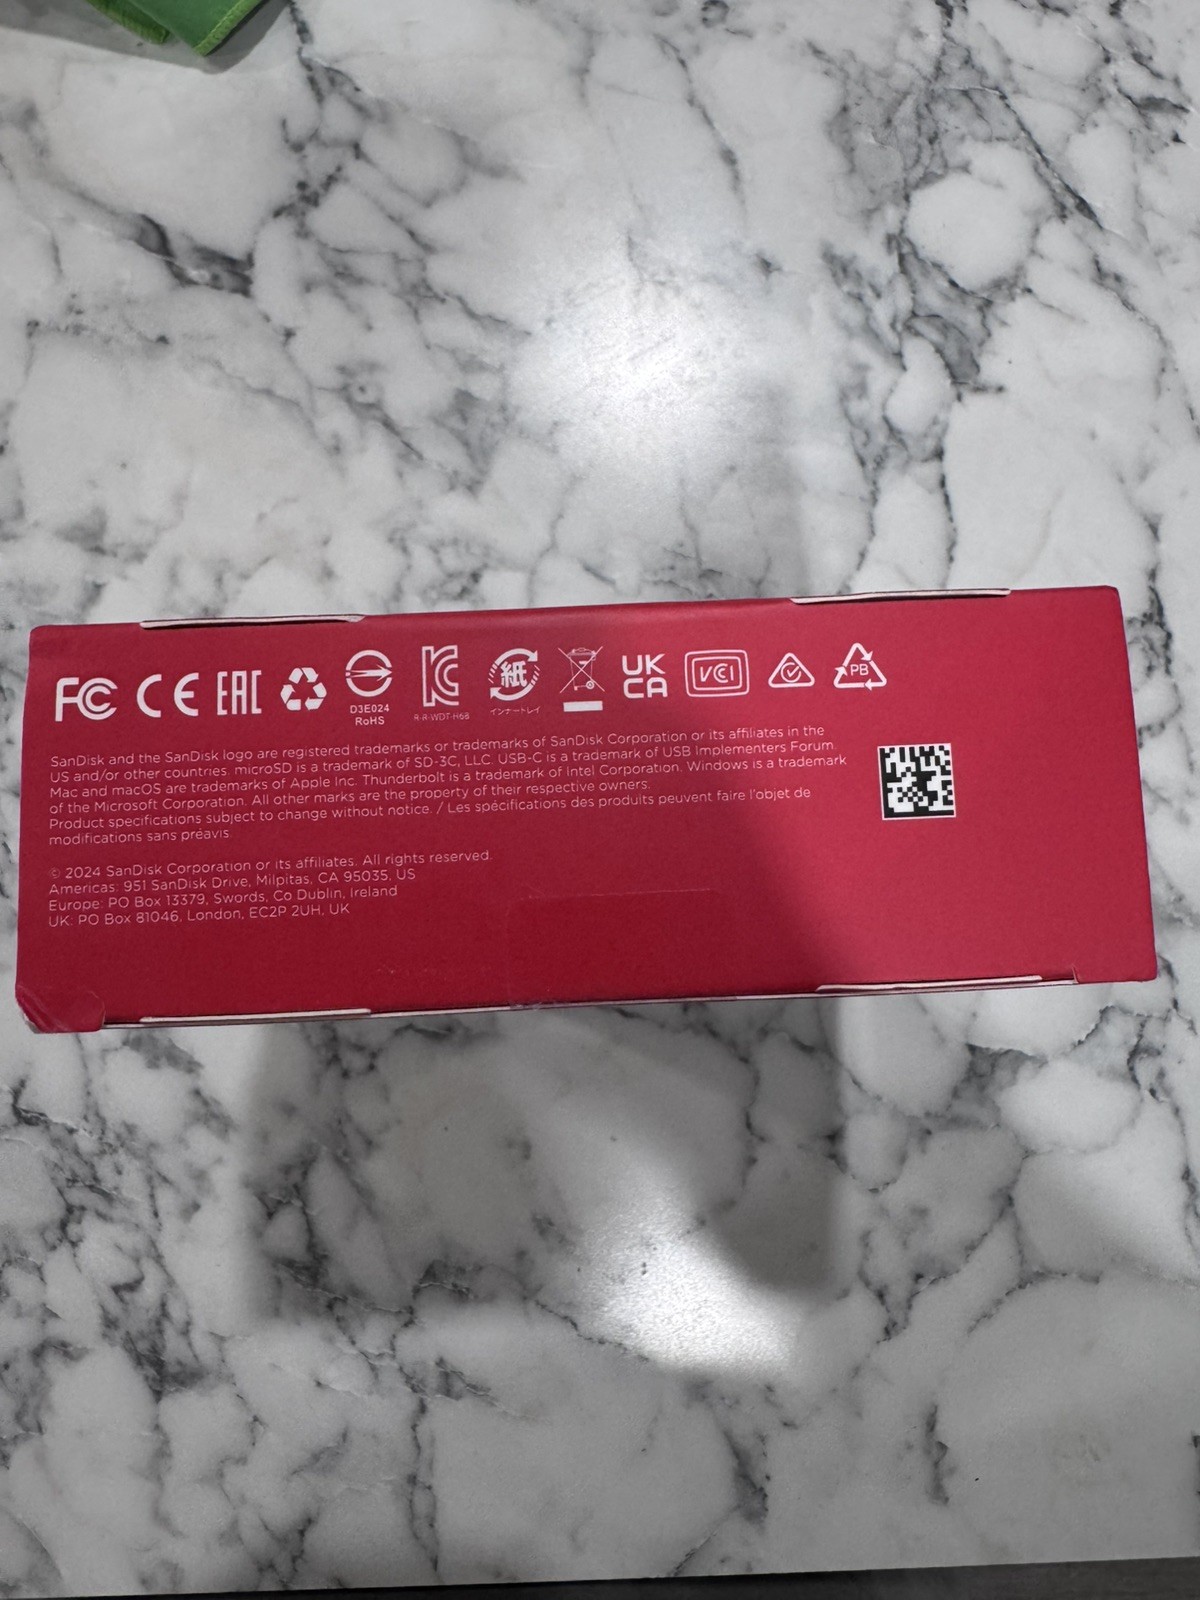 FC CE EAC D3E024 RoHS KC R-R-WDT-H6B 紙 インナートレイ UK CA VCCI PB
SanDisk and the SanDisk logo are registered trademarks or trademarks of SanDisk Corporation or its affiliates in the
US and/or other countries. microSD is a trademark of SD-3C, LLC. USB-C is a trademark of USB Implementers Forum.
Mac and macOS are trademarks of Apple Inc. Thunderbolt is a trademark of Intel Corporation. Windows is a trademark
of the Microsoft Corporation. All other marks are the property of their respective owners.
Product specifications subject to change without notice. / Les spécifications des produits peuvent faire l'objet de
modifications sans préavis.
© 2024 SanDisk Corporation or its affiliates. All rights reserved.
Americas: 951 SanDisk Drive, Milpitas, CA 95035, US
Europe: PO Box 13379, Swords, Co Dublin, Ireland
UK: PO Box 81046, London, EC2P 2UH, UK